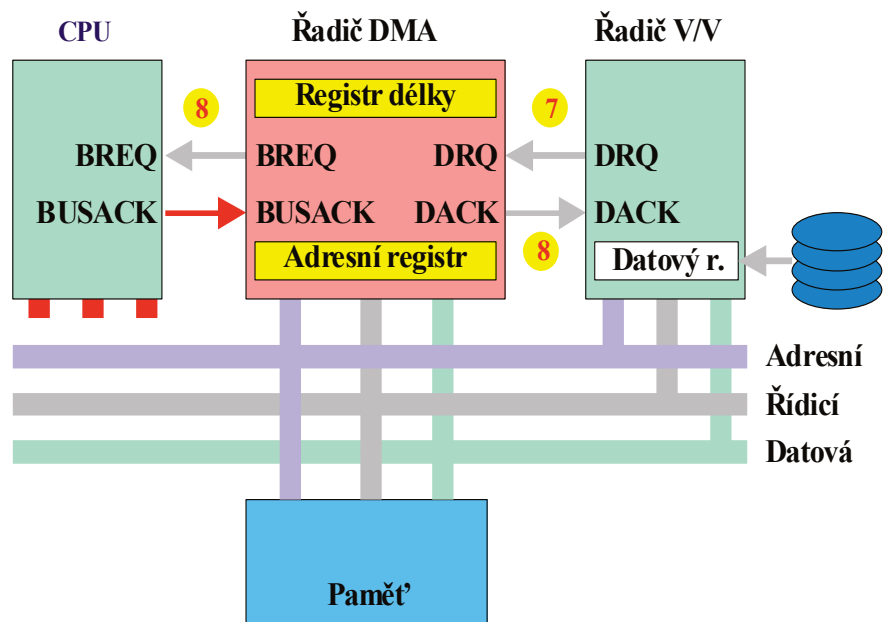 CPU
Řadič DMA
Řadič V/V
Registr délky
8
7
BREQ
BREQ
DRQ
DRQ
BUSACK
BUSACK
DACK
DACK
Adresní registr
8
Datový r.
Adresní
Řídicí
Datová
Paměť